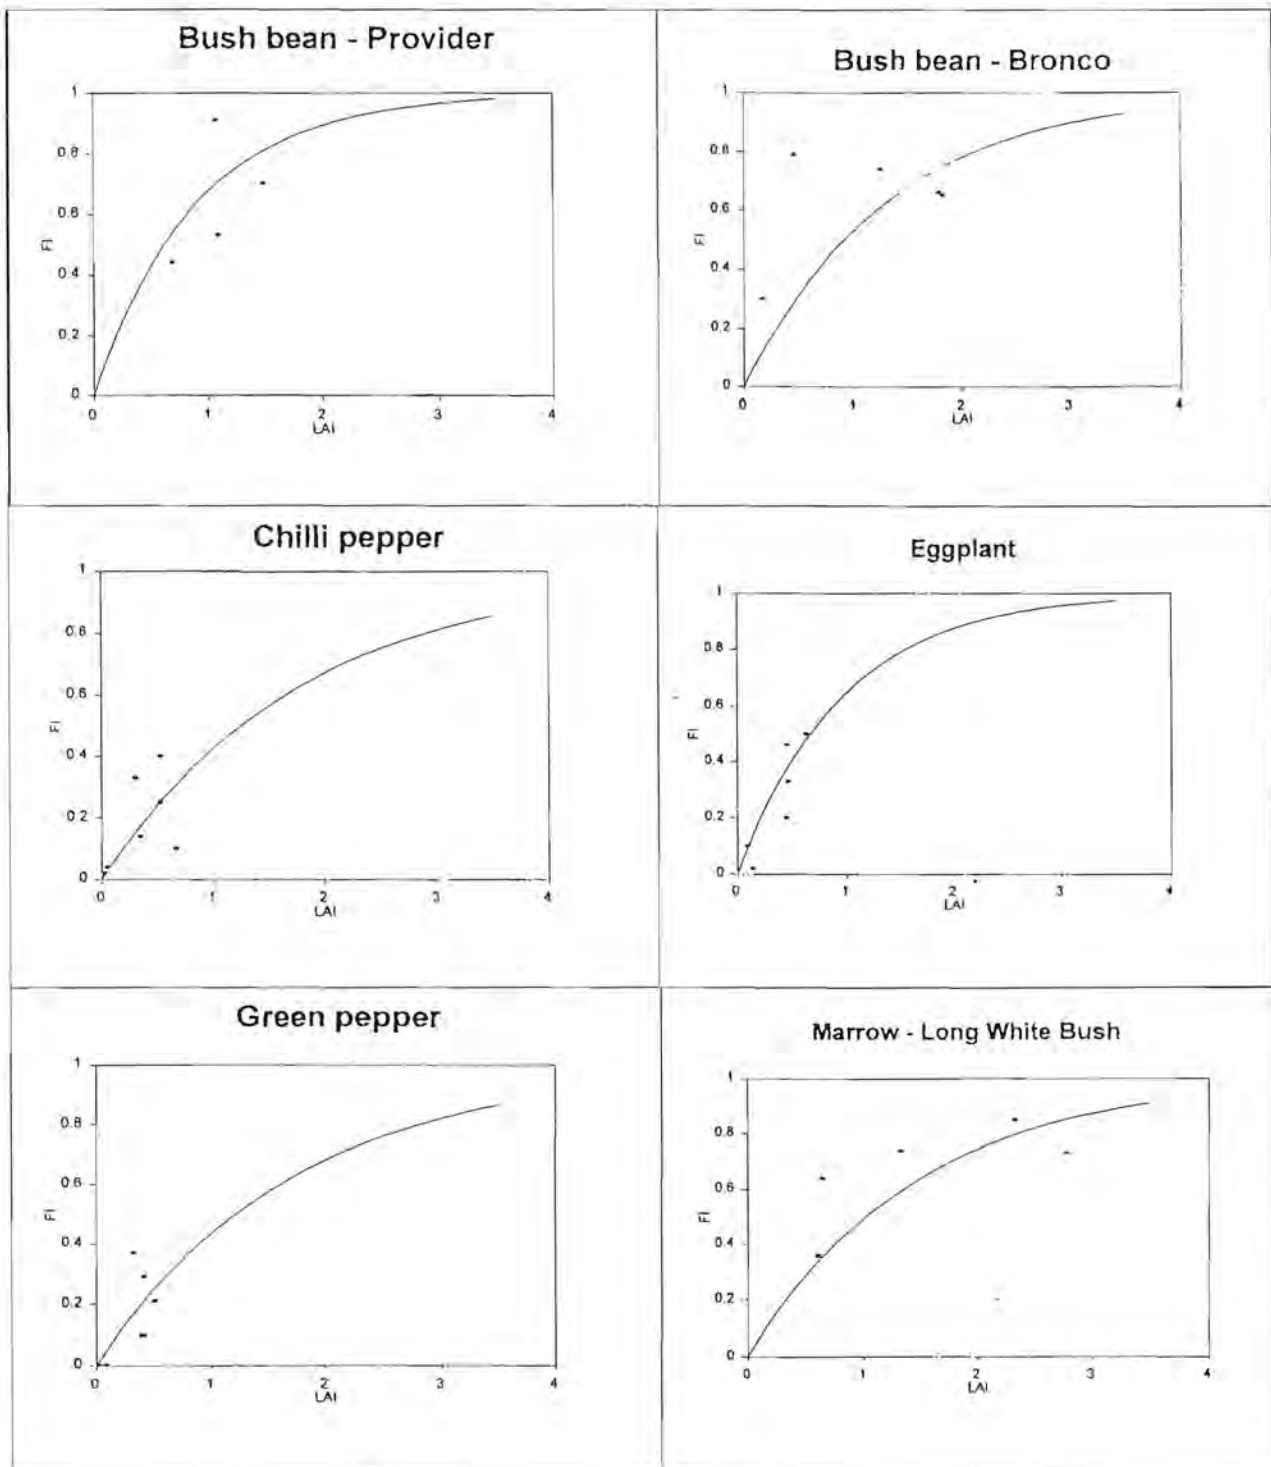 Bush bean - Provider
1
0.8
0.6
FI
0.4
0.2
0
0 1 2 3 4
LAI
Bush bean - Bronco
1
0.8
0.6
FI
0.4
0.2
0
0 1 2 3 4
LAI
Chilli pepper
1
0.8
0.6
FI
0.4
0.2
0
0 1 2 3 4
LAI
Eggplant
1
0.8
0.6
FI
0.4
0.2
0
0 1 2 3 4
LAI
Green pepper
1
0.8
0.6
FI
0.4
0.2
0
0 1 2 3 4
LAI
Marrow - Long White Bush
1
0.8
0.6
FI
0.4
0.2
0
0 1 2 3 4
LAI